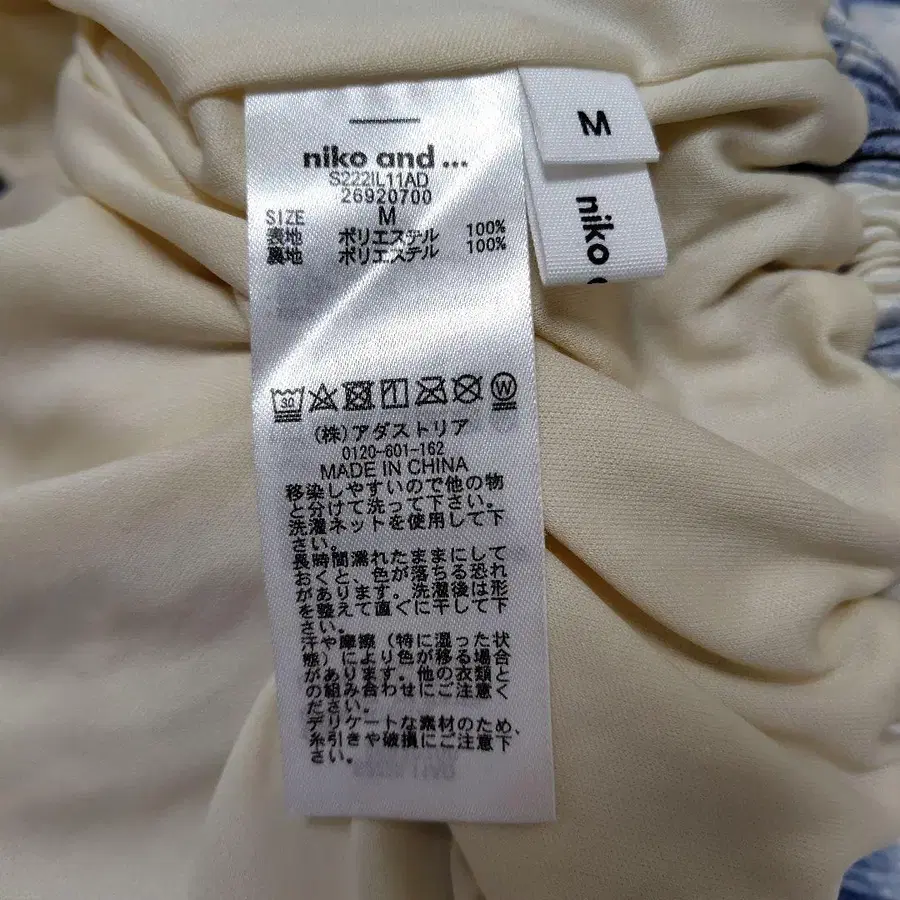 niko and ...
S222IL11AD
26920700
SIZE M
表地 ポリエステル 100%
裏地 ポリエステル 100%
30
W
(株)アダストリア
0120-601-162
MADE IN CHINA
移染しやすいので他の物
と分けて洗って下さい。
洗濯ネットを使用して下
さい。
長時間濡れたままにして
おくと、色が落ちる恐れ
があります。洗濯後は形
を整えて直ぐに干して下
さい。
汗や摩擦（特に湿った状
態）により色が移る場合
があります。他の衣類と
の組み合わせにご注意く
ださい。
デリケートな素材のため、
糸引きや破損にご注意下
さい。
M
niko